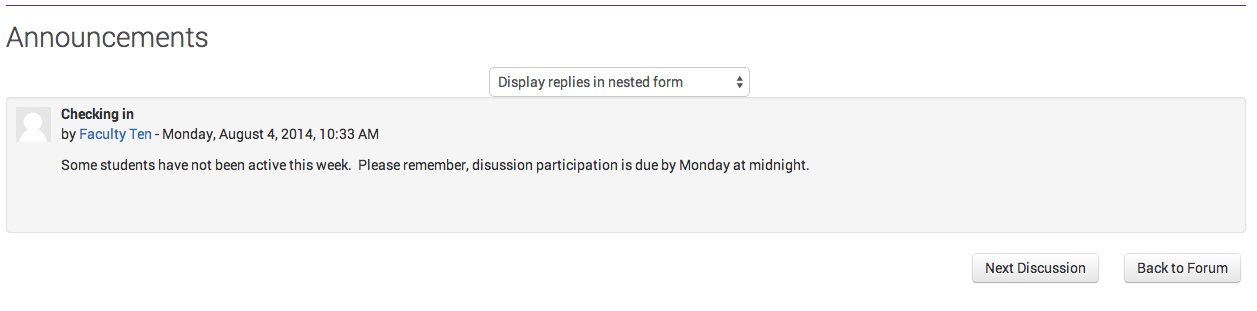 Announcements
Display replies in nested form
Checking in
by Faculty Ten - Monday, August 4, 2014, 10:33 AM
Some students have not been active this week.  Please remember, disussion participation is due by Monday at midnight.
Next Discussion
Back to Forum